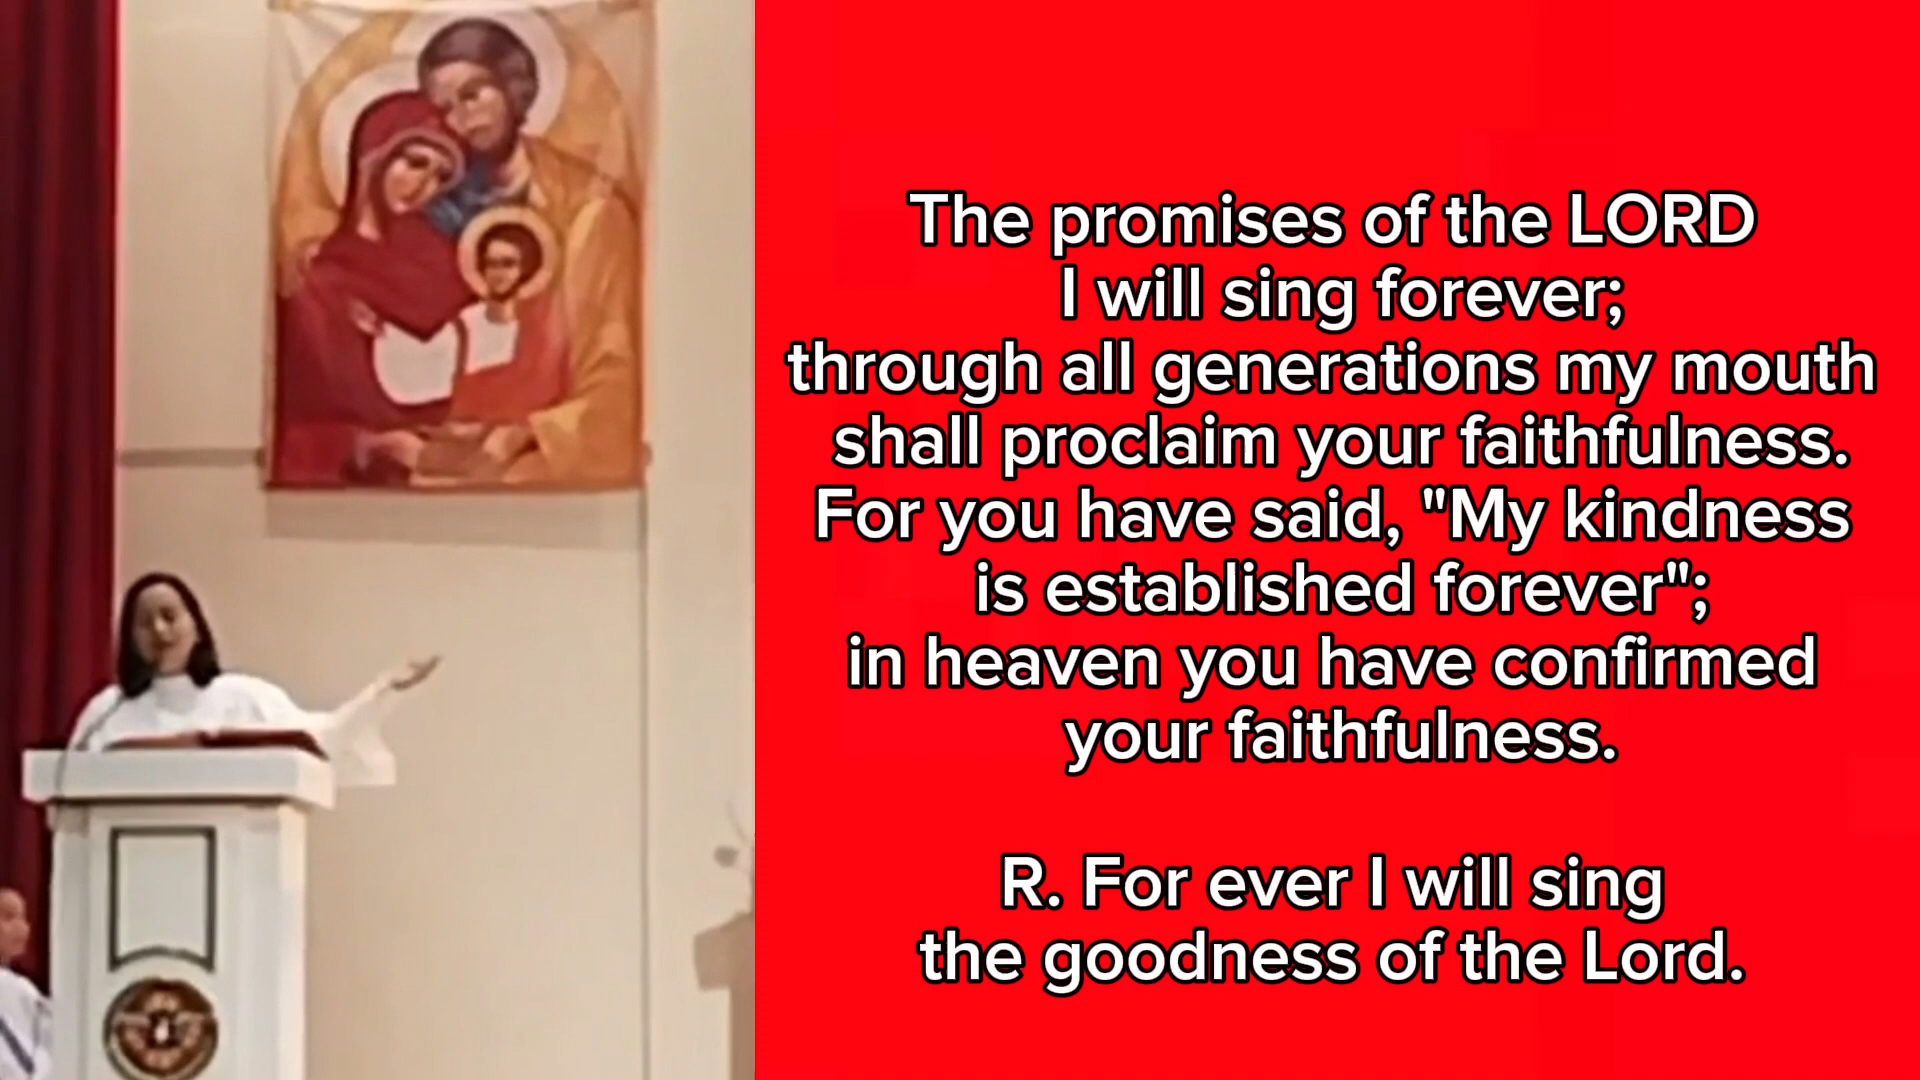 The promises of the LORD
I will sing forever;
through all generations my mouth
shall proclaim your faithfulness.
For you have said, "My kindness
is established forever";
in heaven you have confirmed
your faithfulness.
R. For ever I will sing
the goodness of the Lord.